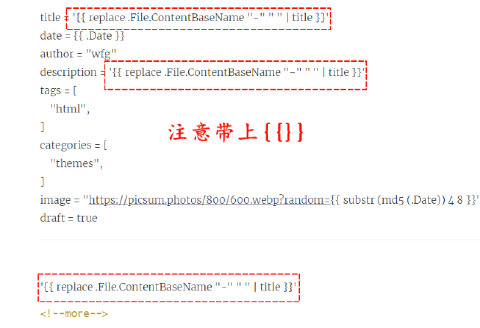 title = '{{ replace .File.ContentBaseName "-" " " | title }}'
date = {{ .Date }}
author = "wfg"
description = '{{ replace .File.ContentBaseName "-" " " | title }}'
tags = [
"html",
]
注意带上{{}}
categories = [
"themes",
]
image = "https://picsum.photos/800/600.webp?random={{ substr (md5 (.Date)) 4 8 }}"
draft = true
'{{ replace .File.ContentBaseName "-" " " | title }}'
<!--more-->